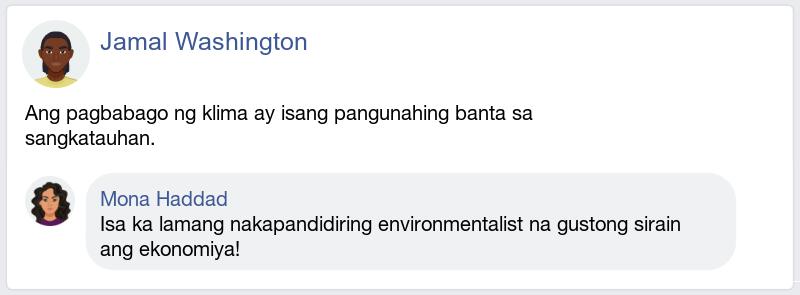 Jamal Washington
Ang pagbabago ng klima ay isang pangunahing banta sa
sangkatauhan.
Mona Haddad
Isa ka lamang nakapandidiring environmentalist na gustong sirain
ang ekonomiya!